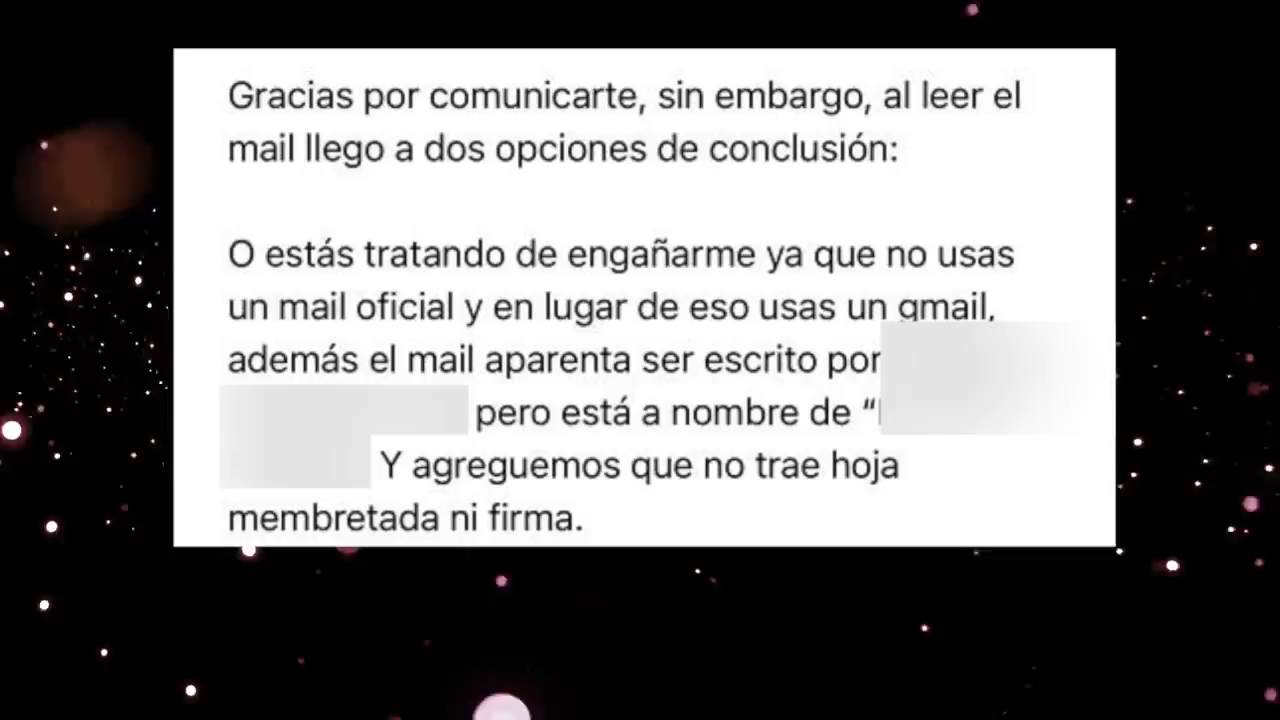 Gracias por comunicarte, sin embargo, al leer el
mail llego a dos opciones de conclusión:
O estás tratando de engañarme ya que no usas
un mail oficial y en lugar de eso usas un gmail,
además el mail aparenta ser escrito por
pero está a nombre de “
Y agreguemos que no trae hoja
membretada ni firma.